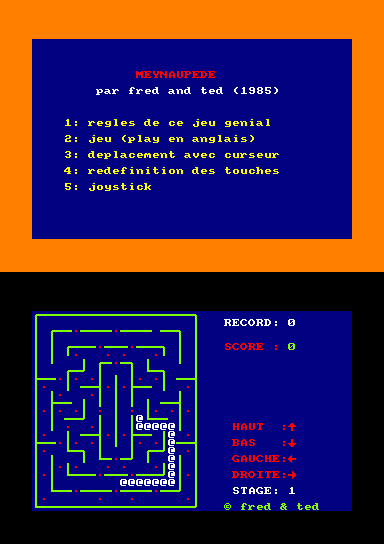 MEYNAUPEDE
par fred and ted (1985)
1: regles de ce jeu genial
2: jeu (play en anglais)
3: deplacement avec curseur
4: redefinition des touches
5: joystick
RECORD: 0
SCORE : 0
HAUT :↑
BAS :↓
GAUCHE:←
DROITE:→
STAGE: 1
© fred & ted